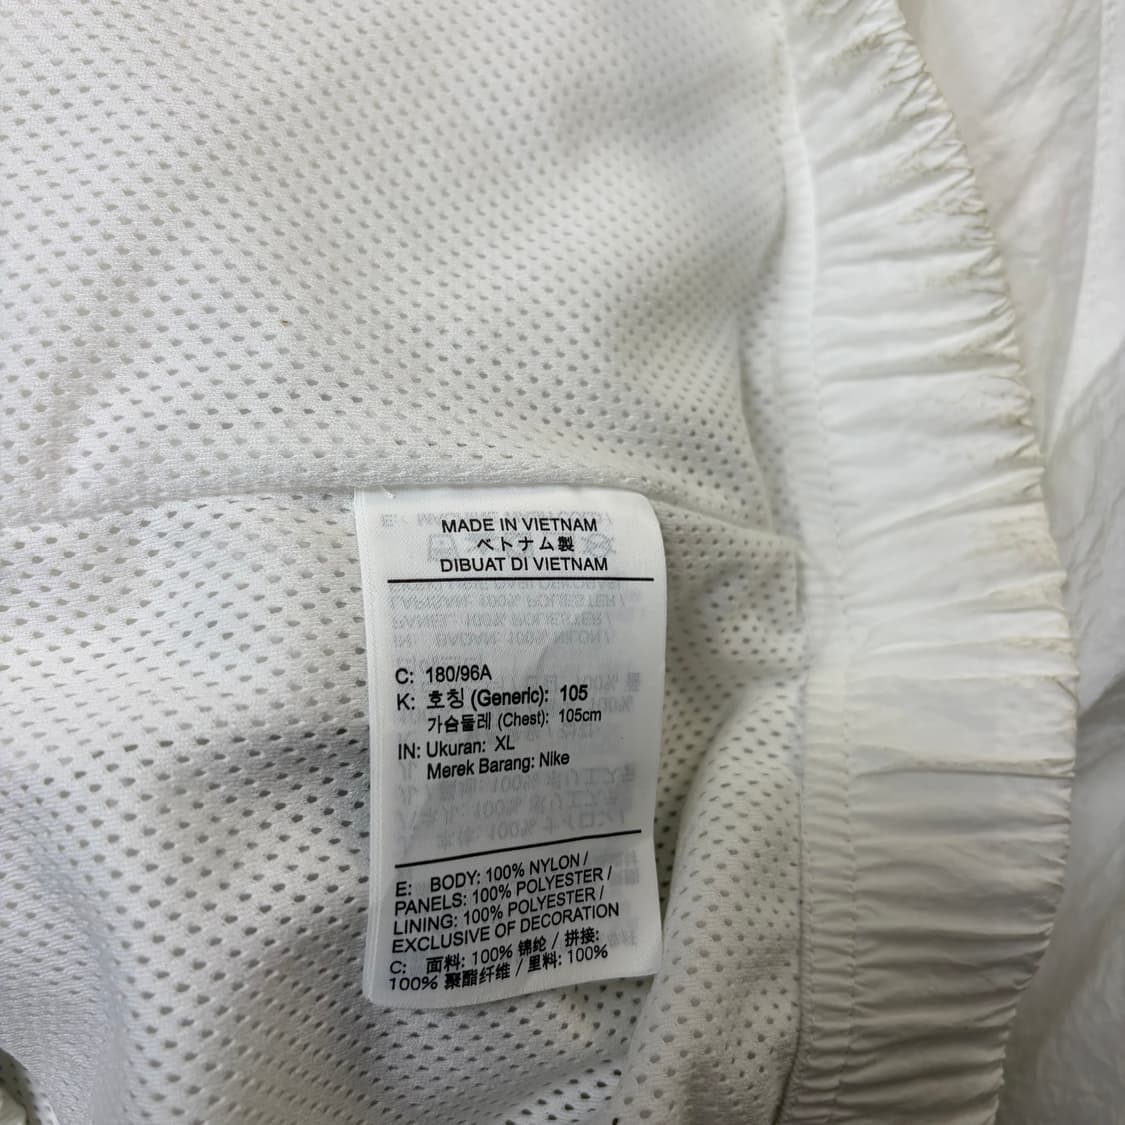 MADE IN VIETNAM
ベトナム製
DIBUAT DI VIETNAM
C: 180/96A
K: 호칭 (Generic): 105
가슴둘레 (Chest): 105cm
IN: Ukuran: XL
Merek Barang: Nike
E: BODY: 100% NYLON /
PANELS: 100% POLYESTER /
LINING: 100% POLYESTER /
EXCLUSIVE OF DECORATION
C: 面料: 100% 锦纶 / 拼接:
100% 聚酯纤维 / 里料: 100%